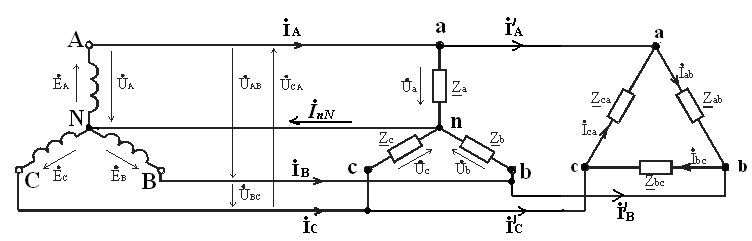 A İA a İ'A a
ĖA U̇A U̇AB U̇CA U̇a Za Zca İab Zab
N İnN n İca
Zc Zb
C ĖC ĖB B İB c U̇c U̇b b c İbc b
U̇BC Zbc
İC İ'C İ'B